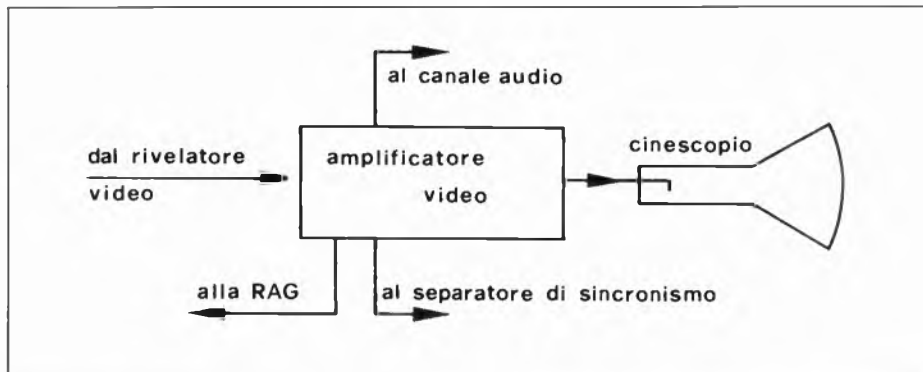 al canale audio
dal rivelatore
video
amplificatore
video
cinescopio
alla RAG
al separatore di sincronismo